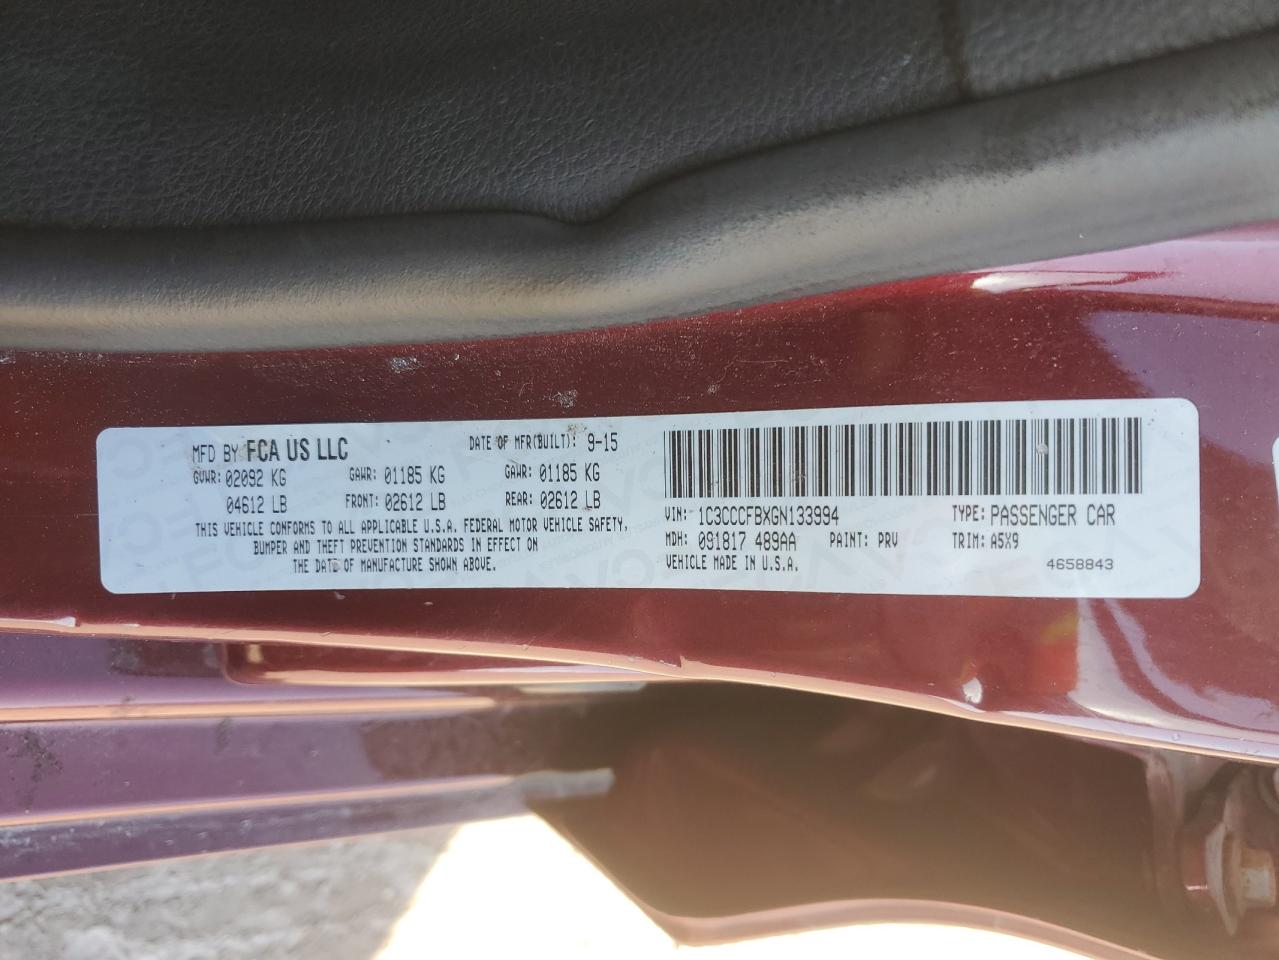 MFD BY FCA US LLC DATE OF MFR(BUILT): 9-15
GVWR: 02092 KG GAWR: 01185 KG GAWR: 01185 KG
04612 LB FRONT: 02612 LB REAR: 02612 LB
THIS VEHICLE CONFORMS TO ALL APPLICABLE U.S.A. FEDERAL MOTOR VEHICLE SAFETY,
BUMPER AND THEFT PREVENTION STANDARDS IN EFFECT ON
THE DATE OF MANUFACTURE SHOWN ABOVE.
VIN: 1C3CCCFBXGN133994 TYPE: PASSENGER CAR
MDH: 091817 489AA PAINT: PRV TRIM: A5X9
VEHICLE MADE IN U.S.A. 4658843